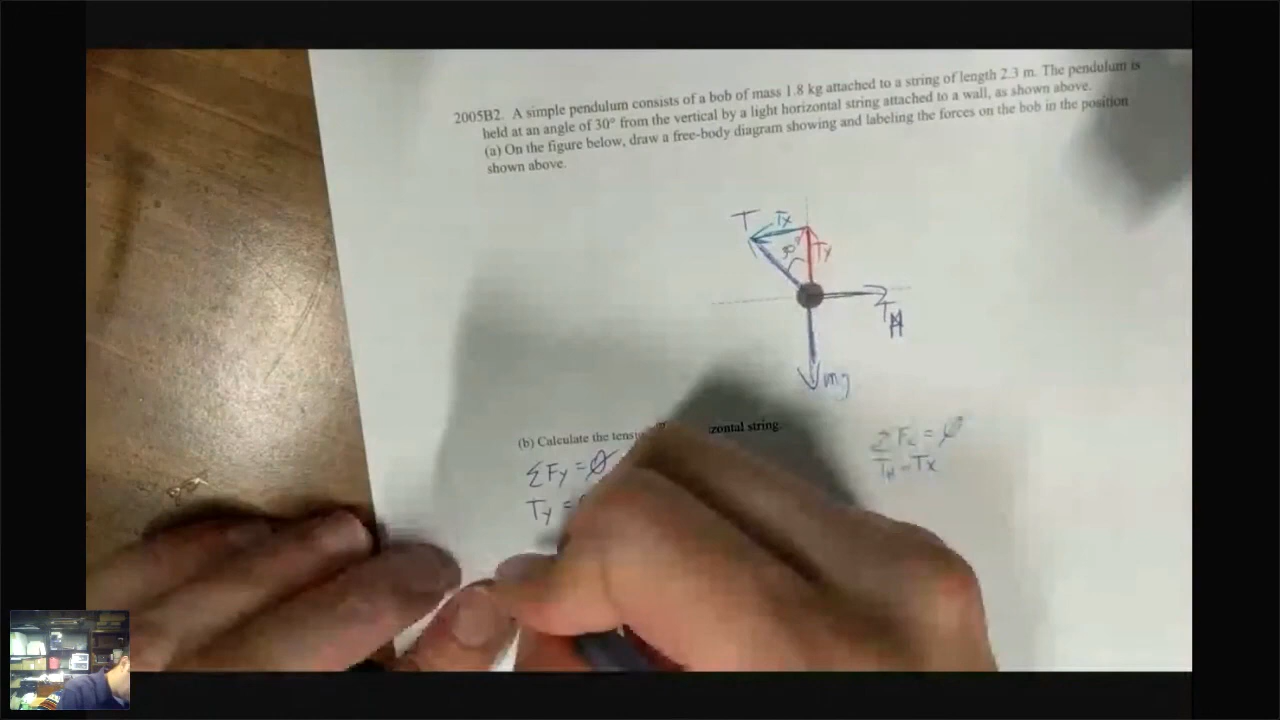 2005B2. A simple pendulum consists of a bob of mass 1.8 kg attached to a string of length 2.3 m. The pendulum is
held at an angle of 30° from the vertical by a light horizontal string attached to a wall, as shown above.
(a) On the figure below, draw a free-body diagram showing and labeling the forces on the bob in the position
shown above.
T Tx
30° Ty
T_H
mg
(b) Calculate the zontal string.
ΣFy = 0
Ty =
ΣFx = 0
T_H = Tx